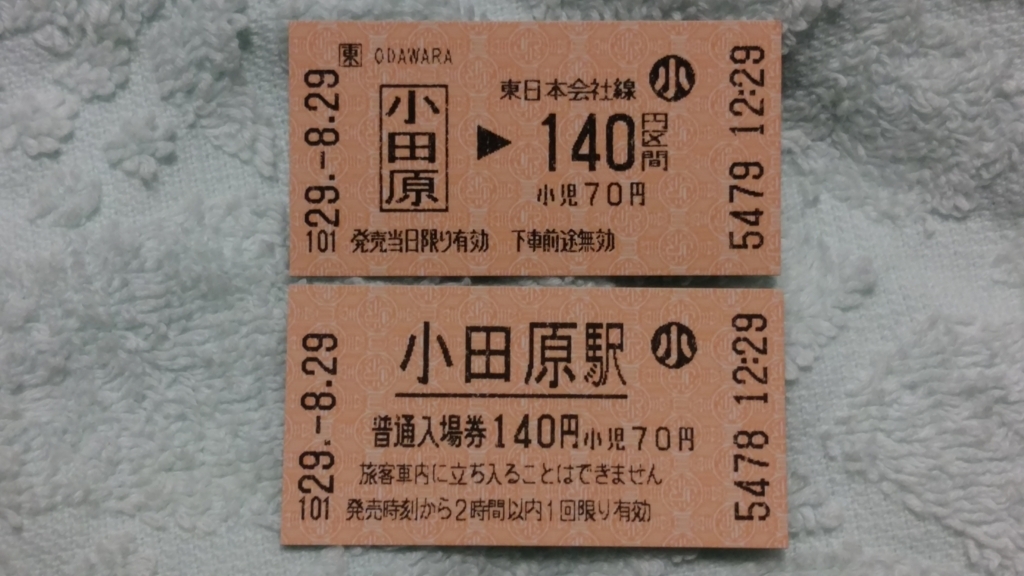 東 ODAWARA
東日本会社線 小
小田原 ▶ 140円区間
小児70円
発売当日限り有効 下車前途無効
29.-8.29
101
5479 12:29
小田原駅 小
普通入場券140円小児70円
旅客車内に立ち入ることはできません
発売時刻から2時間以内1回限り有効
29.-8.29
101
5478 12:29